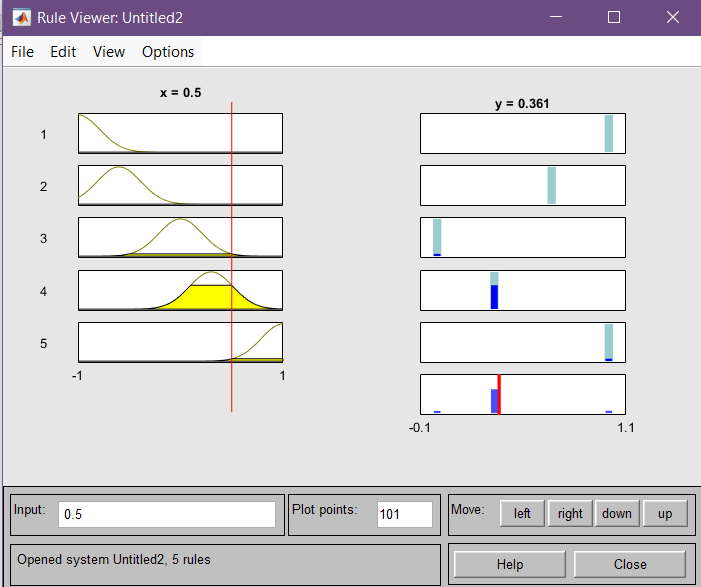 Rule Viewer: Untitled2
File Edit View Options
x = 0.5
y = 0.361
1
2
3
4
5
-1 1
-0.1 1.1
Input: 0.5
Plot points: 101
Move: left right down up
Opened system Untitled2, 5 rules
Help Close